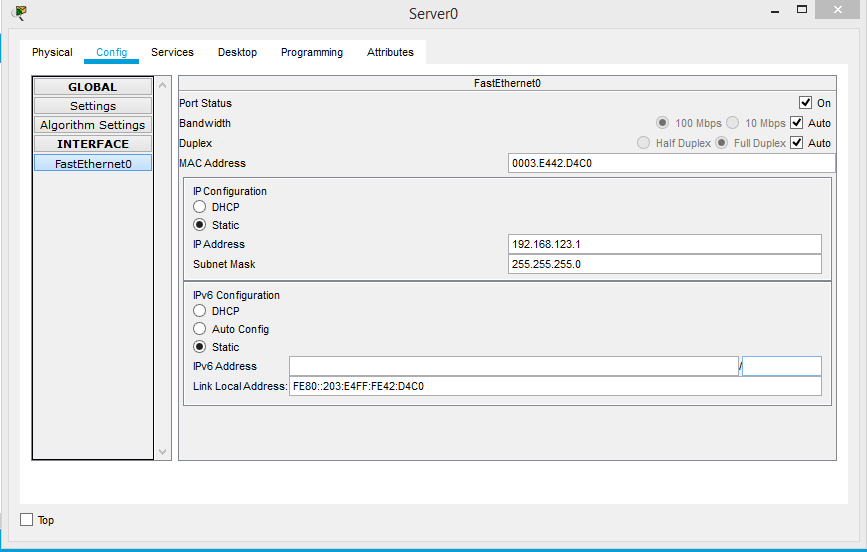 Server0
Physical Config Services Desktop Programming Attributes
GLOBAL
Settings
Algorithm Settings
INTERFACE
FastEthernet0
FastEthernet0
Port Status On
Bandwidth 100 Mbps 10 Mbps Auto
Duplex Half Duplex Full Duplex Auto
MAC Address 0003.E442.D4C0
IP Configuration
DHCP
Static
IP Address 192.168.123.1
Subnet Mask 255.255.255.0
IPv6 Configuration
DHCP
Auto Config
Static
IPv6 Address /
Link Local Address: FE80::203:E4FF:FE42:D4C0
Top